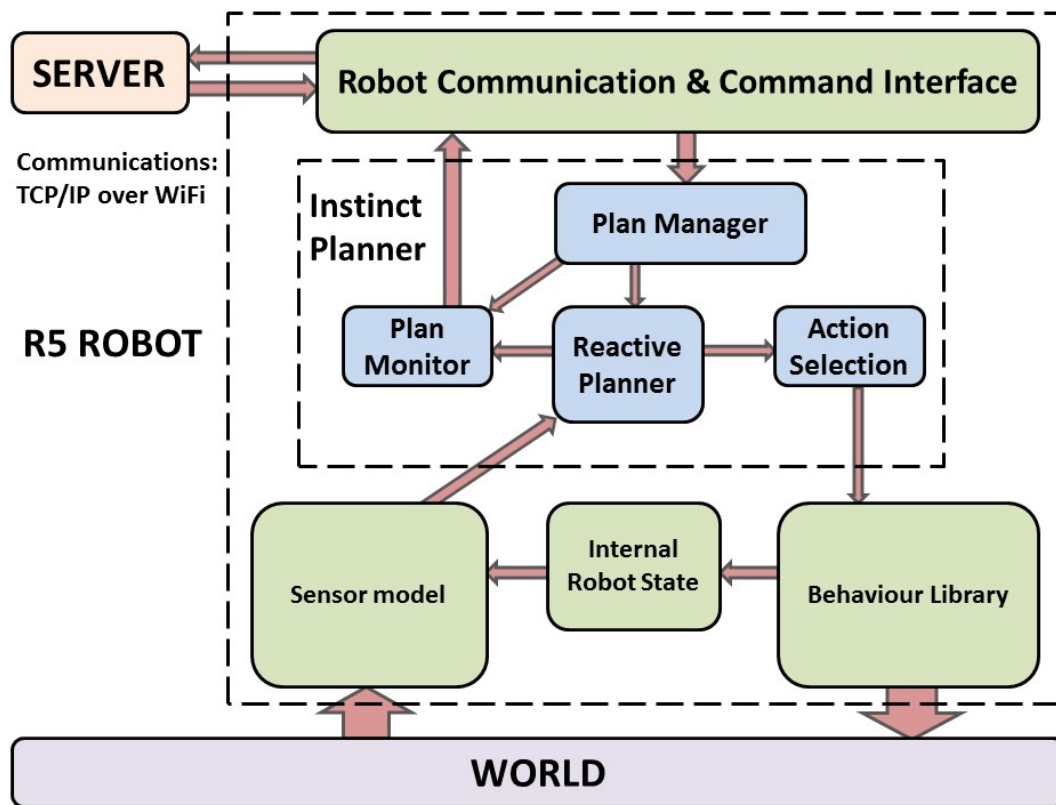 SERVER
Robot Communication & Command Interface
Communications:
TCP/IP over WiFi
Instinct
Planner
Plan Manager
R5 ROBOT
Plan
Monitor
Reactive
Planner
Action
Selection
Sensor model
Internal
Robot State
Behaviour Library
WORLD